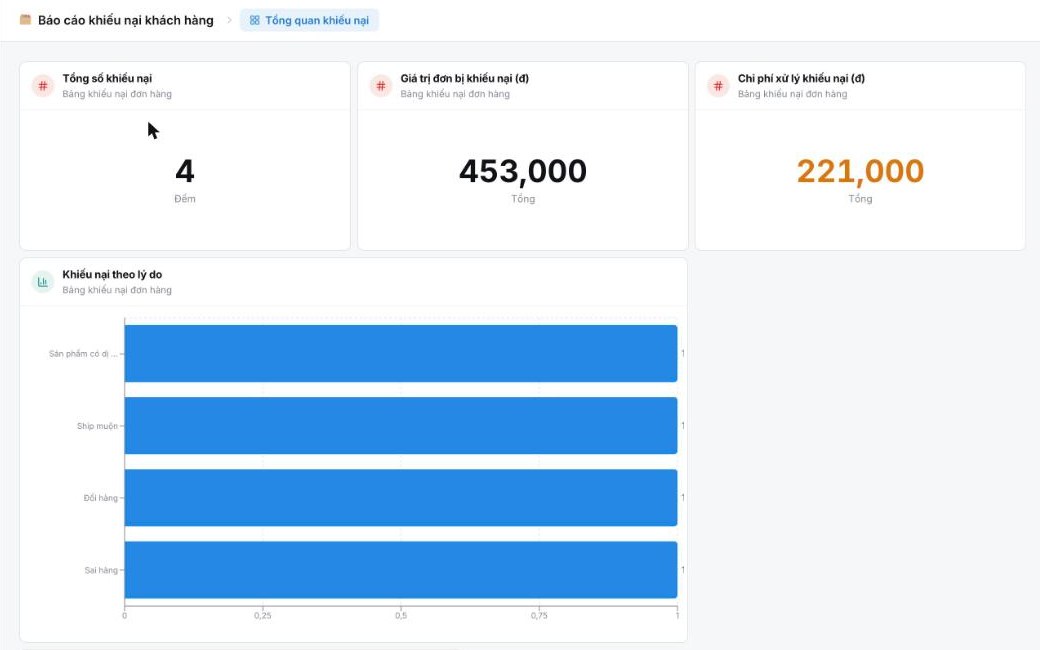 Báo cáo khiếu nại khách hàng
Tổng quan khiếu nại
Tổng số khiếu nại
Bảng khiếu nại đơn hàng
4
Đếm
Giá trị đơn bị khiếu nại (đ)
Bảng khiếu nại đơn hàng
453,000
Tổng
Chi phí xử lý khiếu nại (đ)
Bảng khiếu nại đơn hàng
221,000
Tổng
Khiếu nại theo lý do
Bảng khiếu nại đơn hàng
Sản phẩm có dị ...
1
Ship muộn
1
Đổi hàng
1
Sai hàng
1
0 0,25 0,5 0,75 1